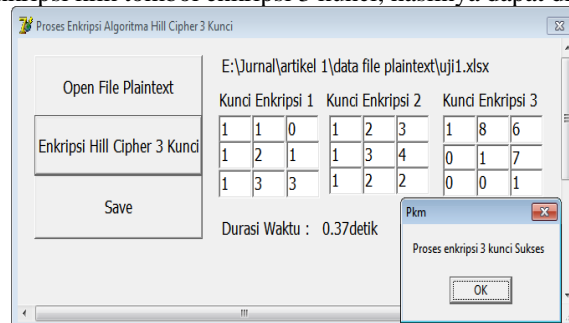 Proses Enkripsi Algoritma Hill Cipher 3 Kunci
E:\Jurnal\artikel 1\data file plaintext\uji1.xlsx
Open File Plaintext
Kunci Enkripsi 1 Kunci Enkripsi 2 Kunci Enkripsi 3
1 1 0 1 2 3 1 8 6
Enkripsi Hill Cipher 3 Kunci
1 2 1 1 3 4 0 1 7
1 3 3 1 2 2 0 0 1
Save
Durasi Waktu : 0.37detik
Pkm
Proses enkripsi 3 kunci Sukses
OK